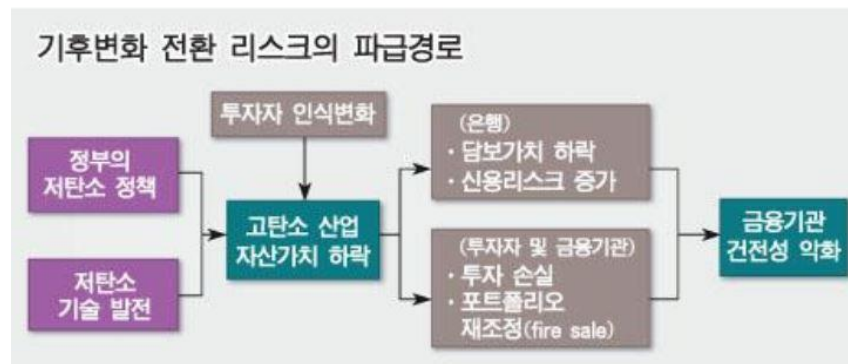 기후변화 전환 리스크의 파급경로
투자자 인식변화
정부의
저탄소 정책
저탄소
기술 발전
고탄소 산업
자산가치 하락
(은행)
· 담보가치 하락
· 신용리스크 증가
(투자자 및 금융기관)
· 투자 손실
· 포트폴리오
재조정(fire sale)
금융기관
건전성 악화